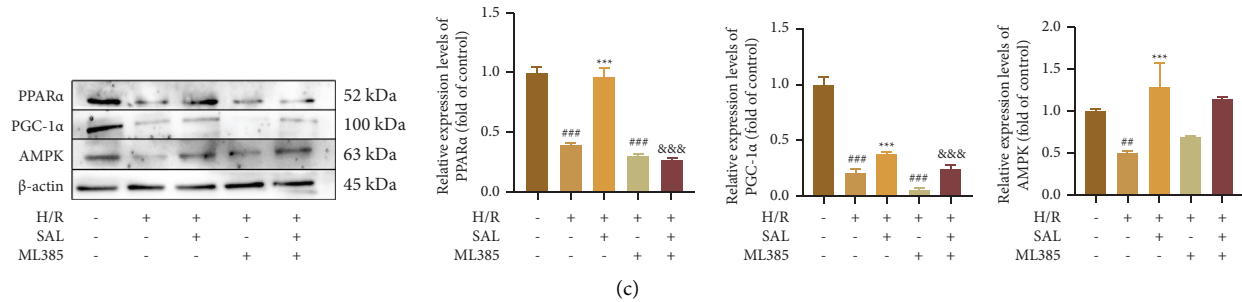 PPARα 52 kDa
PGC-1α 100 kDa
AMPK 63 kDa
β-actin 45 kDa
H/R - + + + +
SAL - - + - +
ML385 - - - + +
Relative expression levels of
PPARα (fold of control)
1.5
1.0
0.5
0.0
###
***
###
&&&
H/R - + + + +
SAL - - + - +
ML385 - - - + +
Relative expression levels of
PGC-1α (fold of control)
1.5
1.0
0.5
0.0
###
***
###
&&&
H/R - + + + +
SAL - - + - +
ML385 - - - + +
Relative expression levels of
AMPK (fold of control)
2.0
1.5
1.0
0.5
0.0
##
***
H/R - + + + +
SAL - - + - +
ML385 - - - + +
(c)